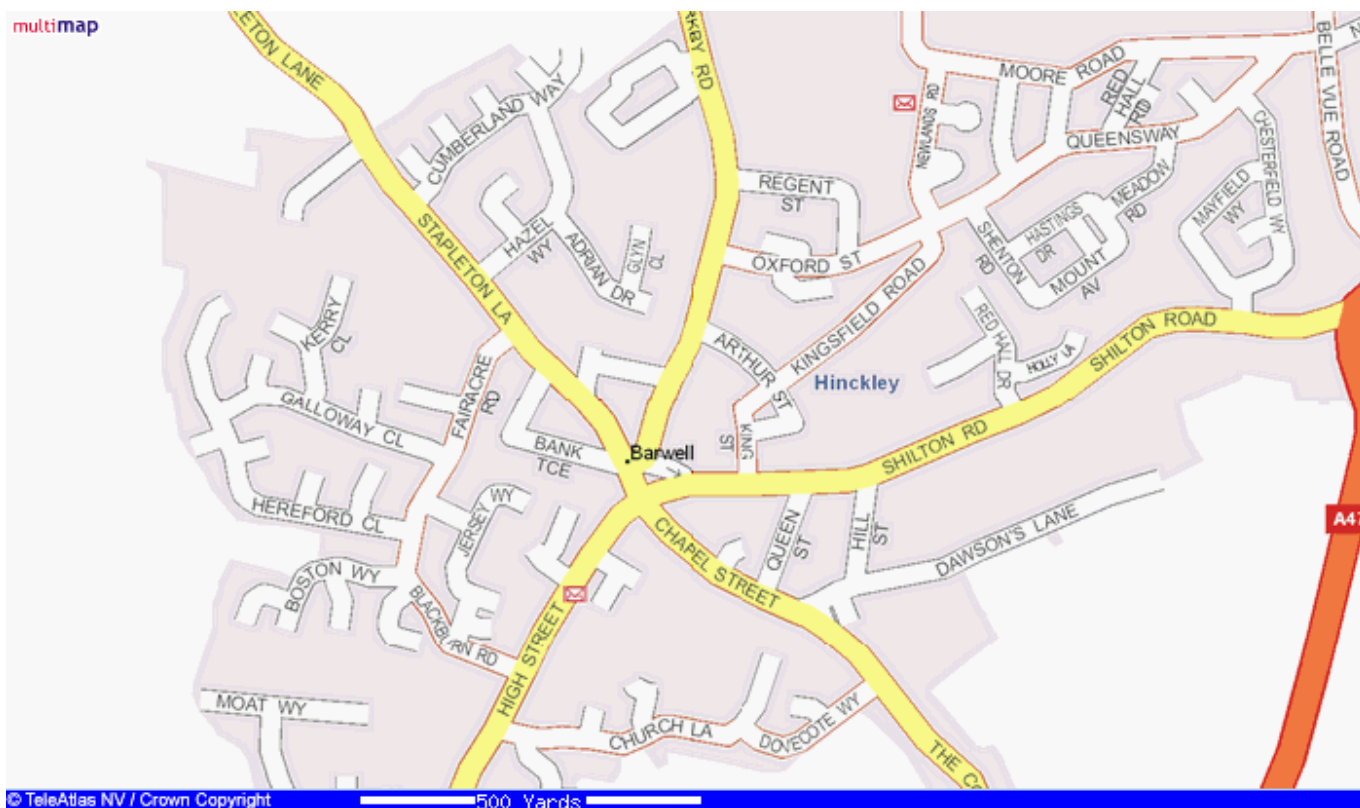 multimap
LETON LANE
RKBY RD
BELLE VUE ROAD
MOORE ROAD
RED HALL RD
NEWLANDS RD
QUEENSWAY
CHESTERFIELD WY
CUMBERLAND WAY
REGENT ST
MEADOW RD
MAYFIELD WY
HASTINGS DR
SHENTON RD
MOUNT AV
STAPLETON LA
HAZEL WY
ADRIAN DR
GLYN CL
OXFORD ST
KINGSFIELD ROAD
KERRY CL
ARTHUR ST
RED HALL DR
HOLLY LA
SHILTON ROAD
Hinckley
FAIRACRE RD
GALLOWAY CL
BANK TCE
Barwell
KING ST
SHILTON RD
HEREFORD CL
JERSEY WY
CHAPEL STREET
QUEEN ST
HILL ST
DAWSON'S LANE
A47
BOSTON WY
BLACKBURN RD
HIGH STREET
MOAT WY
CHURCH LA
DOVECOTE WY
THE C
© TeleAtlas NV / Crown Copyright
500 Yards